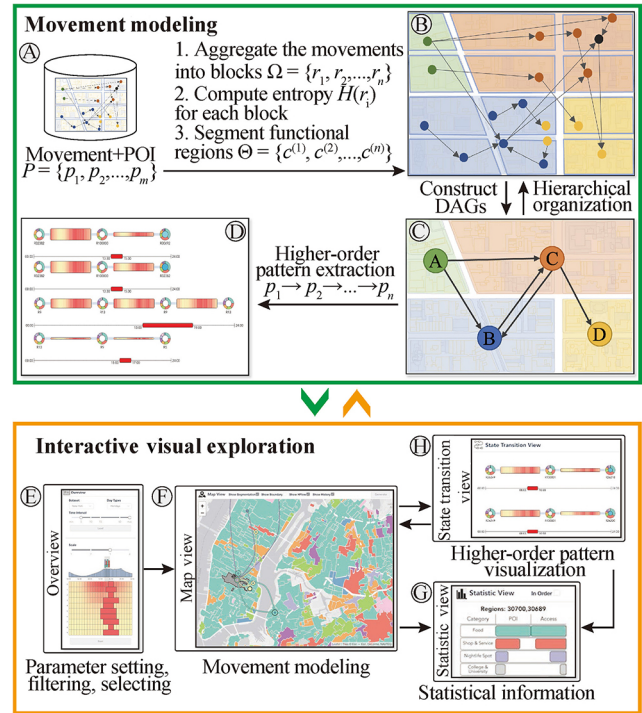 Movement modeling
A
Movement+POI
P = {p1, p2,...,pm}
1. Aggregate the movements
into blocks Ω = {r1, r2,...,rn}
2. Compute entropy H(ri)
for each block
3. Segment functional
regions Θ = {c(1), c(2),...,c(n)}
B
Construct
DAGs
Hierarchical
organization
C
A
C
B
D
Higher-order
pattern extraction
p1→ p2→...→pn
D
Interactive visual exploration
E
Overview
Parameter setting,
filtering, selecting
F
Map view
Map View
Movement modeling
H
State transition
view
State Transition View
Higher-order pattern
visualization
G
Statistic view
Statistic View
In Order
Regions: 30700,30689
Category POI Access
Food
Shop & Service
Nightlife Spot
College &
University
Statistical information